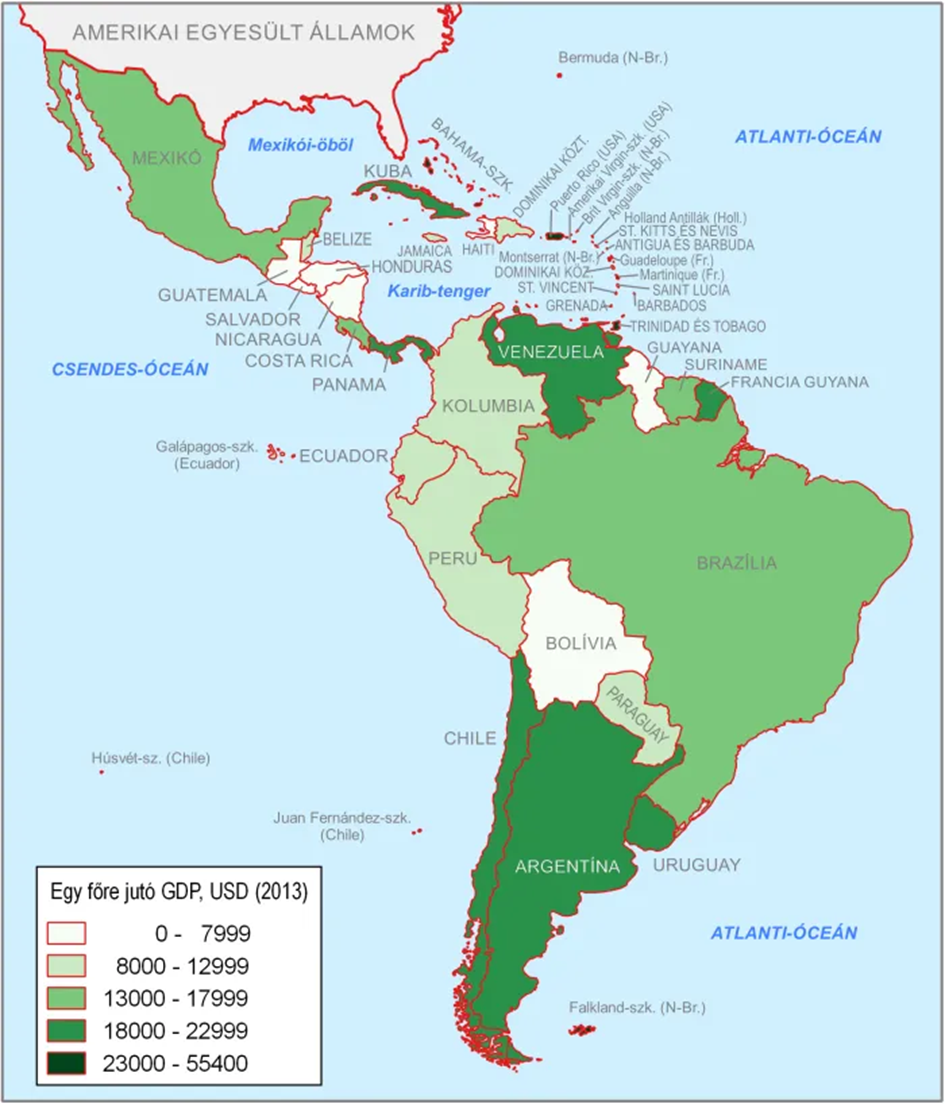 AMERIKAI EGYESÜLT ÁLLAMOK
Bermuda (N-Br.)
ATLANTI-ÓCEÁN
Mexikói-öböl
BAHAMA-SZK.
MEXIKÓ
KUBA
DOMINIKAI KÖZT.
Puerto Rico (USA)
Amerikai Virgin-szk. (USA)
Brit Virgin-szk. (N-Br.)
Anguilla (N-Br.)
Holland Antillák (Holl.)
ST. KITTS ÉS NEVIS
ANTIGUA ÉS BARBUDA
BELIZE
JAMAICA
HAITI
Montserrat (N-Br.)
Guadeloupe (Fr.)
HONDURAS
DOMINIKAI KÖZ.
Martinique (Fr.)
GUATEMALA
Karib-tenger
ST. VINCENT
SAINT LUCIA
SALVADOR
GRENADA
BARBADOS
NICARAGUA
TRINIDAD ÉS TOBAGO
COSTA RICA
VENEZUELA
GUAYANA
CSENDES-ÓCEÁN
SURINAME
PANAMA
FRANCIA GUYANA
KOLUMBIA
Galápagos-szk.
(Ecuador)
ECUADOR
PERU
BRAZÍLIA
BOLÍVIA
PARAGUAY
CHILE
Húsvét-sz. (Chile)
Juan Fernández-szk.
(Chile)
ARGENTÍNA
URUGUAY
Egy főre jutó GDP, USD (2013)
0 - 7999
8000 - 12999
13000 - 17999
18000 - 22999
23000 - 55400
ATLANTI-ÓCEÁN
Falkland-szk. (N-Br.)